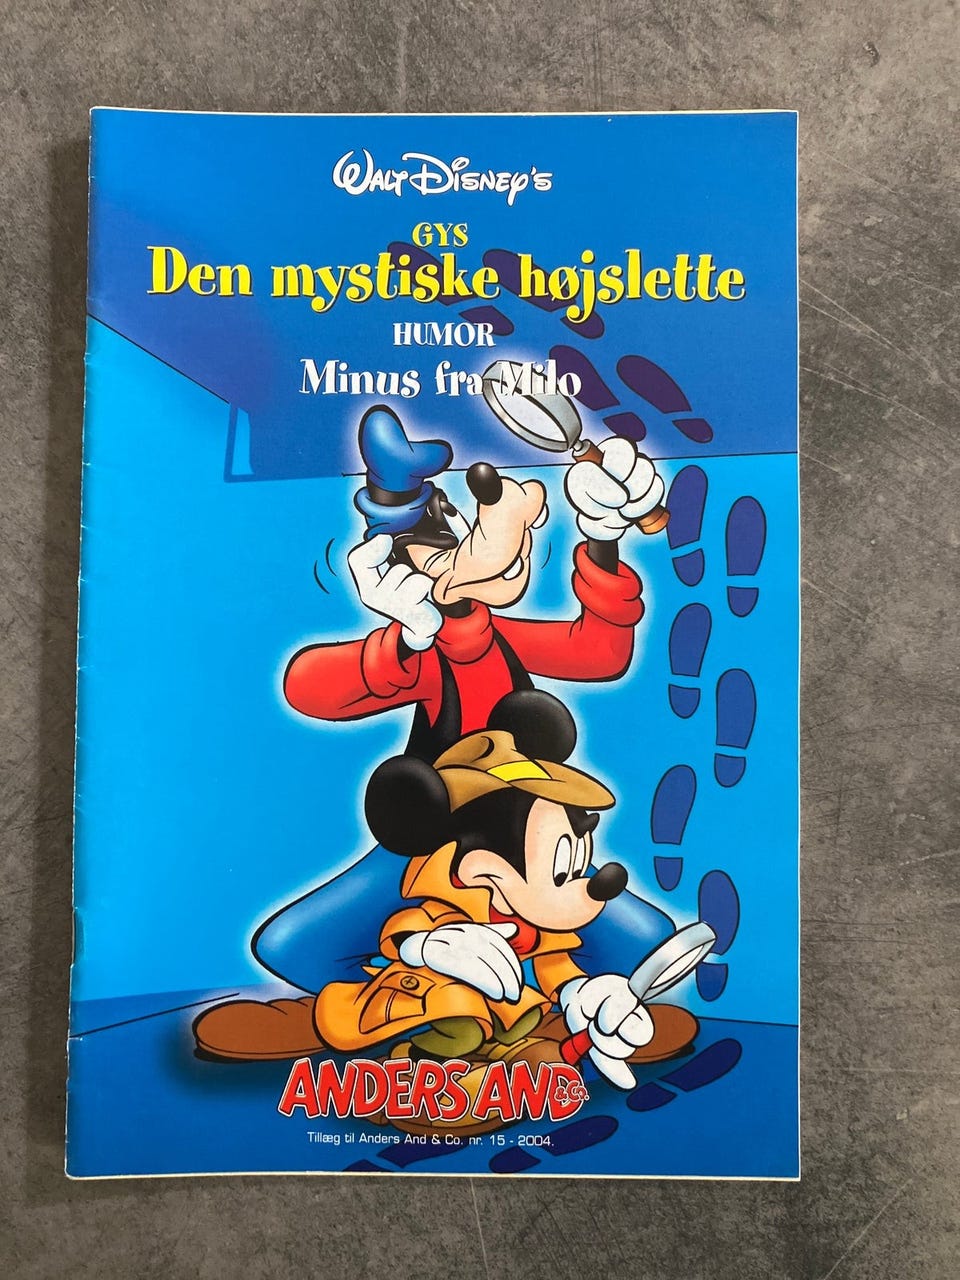 WALT DISNEY'S
GYS
Den mystiske højslette
HUMOR
Minus fra Milo
ANDERS AND &Co.
Tillæg til Anders And & Co. nr. 15 - 2004.